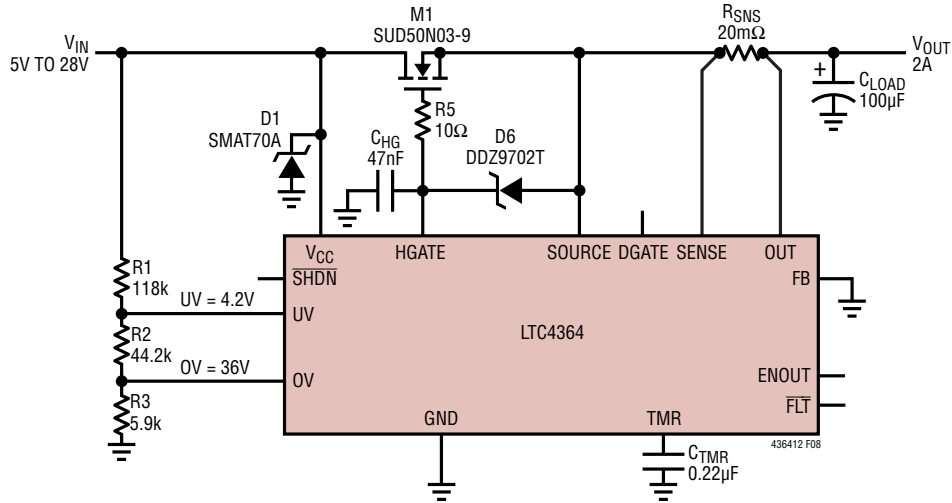 M1
SUD50N03-9
RSNS
20mΩ
VIN
5V TO 28V
VOUT
2A
+
CLOAD
100µF
D1
SMAT70A
CHG
47nF
R5
10Ω
D6
DDZ9702T
VCC
HGATE
SOURCE
DGATE
SENSE
OUT
SHDN
FB
R1
118k
UV = 4.2V
UV
R2
44.2k
LTC4364
OV = 36V
OV
ENOUT
R3
5.9k
FLT
GND
TMR
436412 F08
CTMR
0.22µF